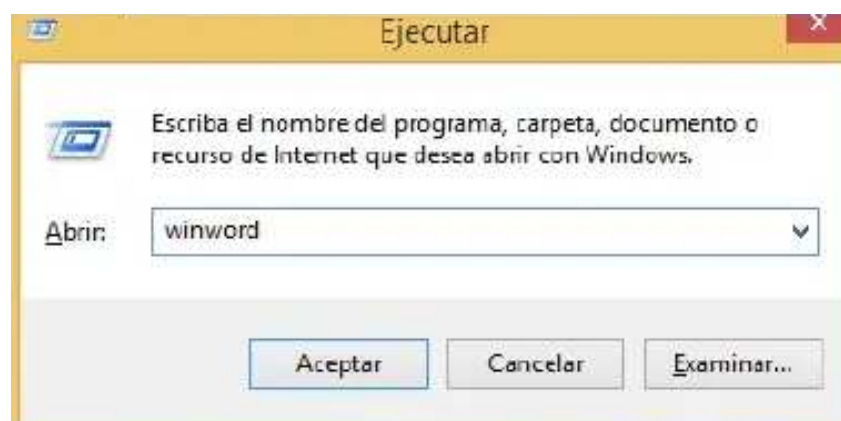 Ejecutar
Escriba el nombre del programa, carpeta, documento o
recurso de Internet que desea abrir con Windows.
Abrir:
winword
Aceptar
Cancelar
Examinar...